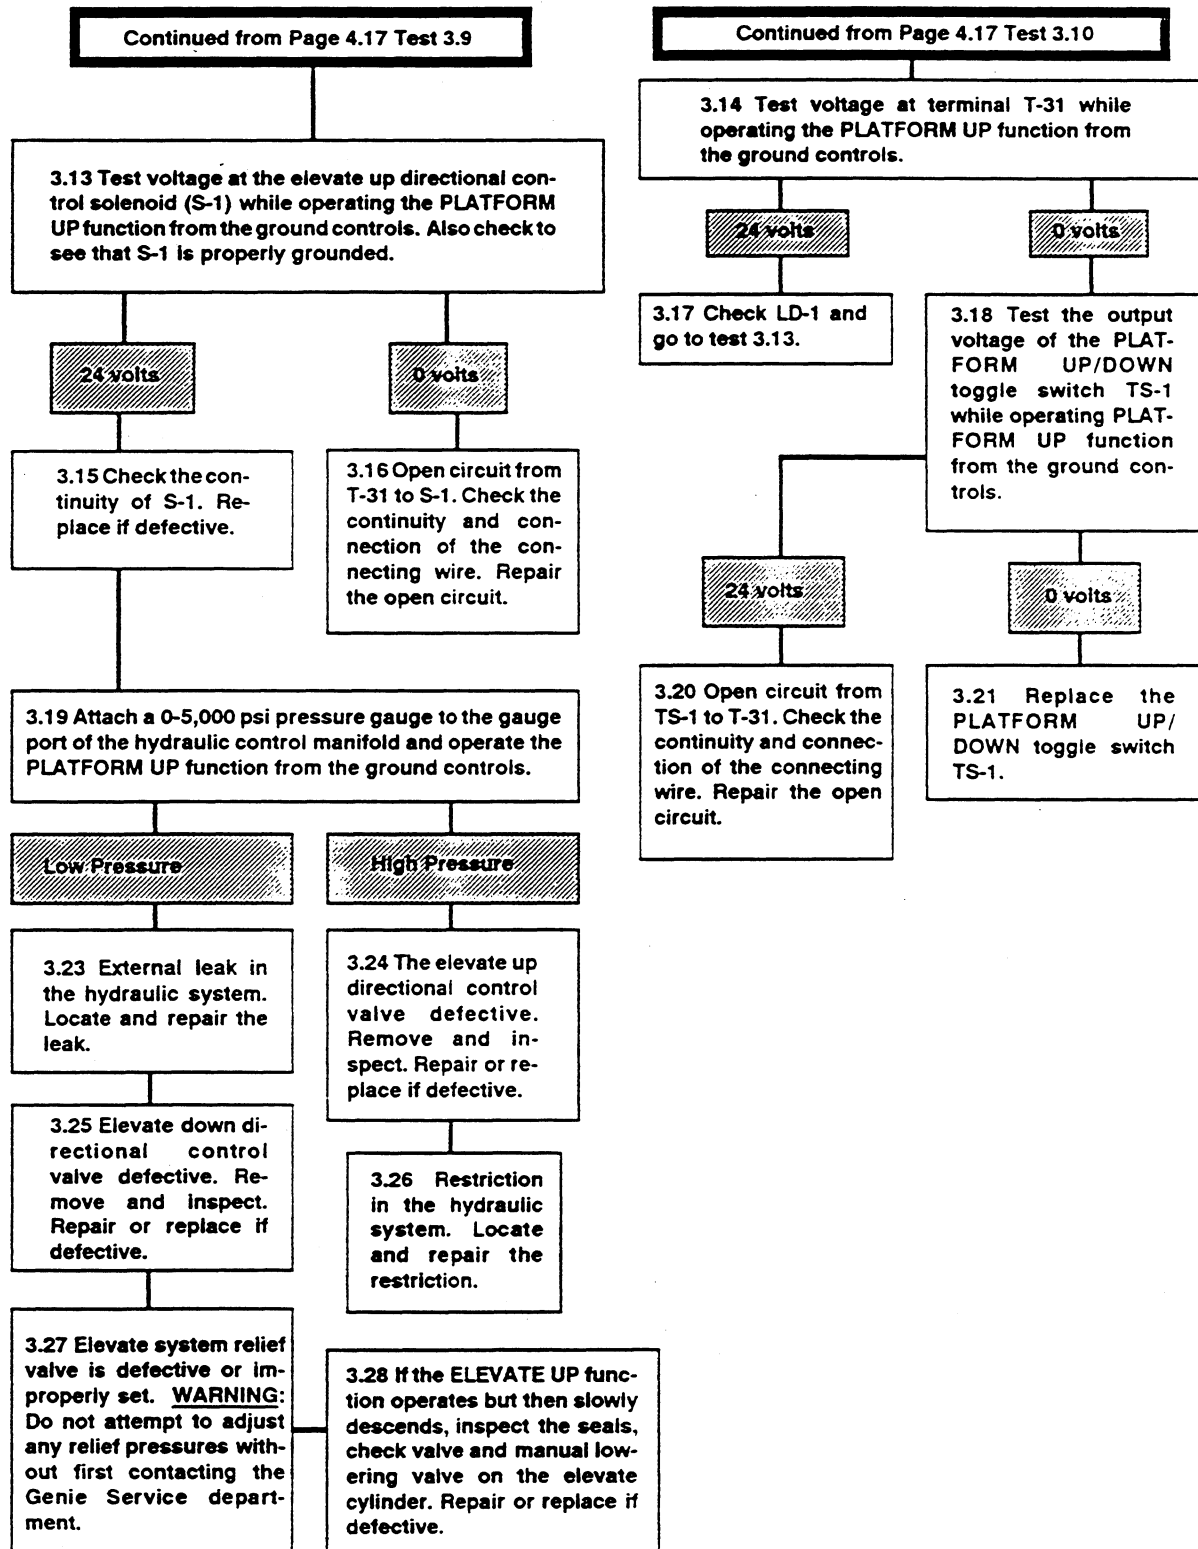 Continued from Page 4.17 Test 3.9
3.13 Test voltage at the elevate up directional con-
trol solenoid (S-1) while operating the PLATFORM
UP function from the ground controls. Also check to
see that S-1 is properly grounded.
24 volts
0 volts
3.15 Check the con-
tinuity of S-1. Re-
place if defective.
3.16 Open circuit from
T-31 to S-1. Check the
continuity and con-
nection of the con-
necting wire. Repair
the open circuit.
3.19 Attach a 0-5,000 psi pressure gauge to the gauge
port of the hydraulic control manifold and operate the
PLATFORM UP function from the ground controls.
Low Pressure
High Pressure
3.23 External leak in
the hydraulic system.
Locate and repair the
leak.
3.24 The elevate up
directional control
valve defective.
Remove and in-
spect. Repair or re-
place if defective.
3.25 Elevate down di-
rectional control
valve defective. Re-
move and inspect.
Repair or replace if
defective.
3.26 Restriction
in the hydraulic
system. Locate
and repair the
restriction.
3.27 Elevate system relief
valve is defective or im-
properly set. WARNING:
Do not attempt to adjust
any relief pressures with-
out first contacting the
Genie Service depart-
ment.
3.28 If the ELEVATE UP func-
tion operates but then slowly
descends, inspect the seals,
check valve and manual low-
ering valve on the elevate
cylinder. Repair or replace if
defective.
Continued from Page 4.17 Test 3.10
3.14 Test voltage at terminal T-31 while
operating the PLATFORM UP function from
the ground controls.
24 volts
0 volts
3.17 Check LD-1 and
go to test 3.13.
3.18 Test the output
voltage of the PLAT-
FORM UP/DOWN
toggle switch TS-1
while operating PLAT-
FORM UP function
from the ground con-
trols.
24 volts
0 volts
3.20 Open circuit from
TS-1 to T-31. Check the
continuity and connec-
tion of the connecting
wire. Repair the open
circuit.
3.21 Replace the
PLATFORM UP/
DOWN toggle switch
TS-1.